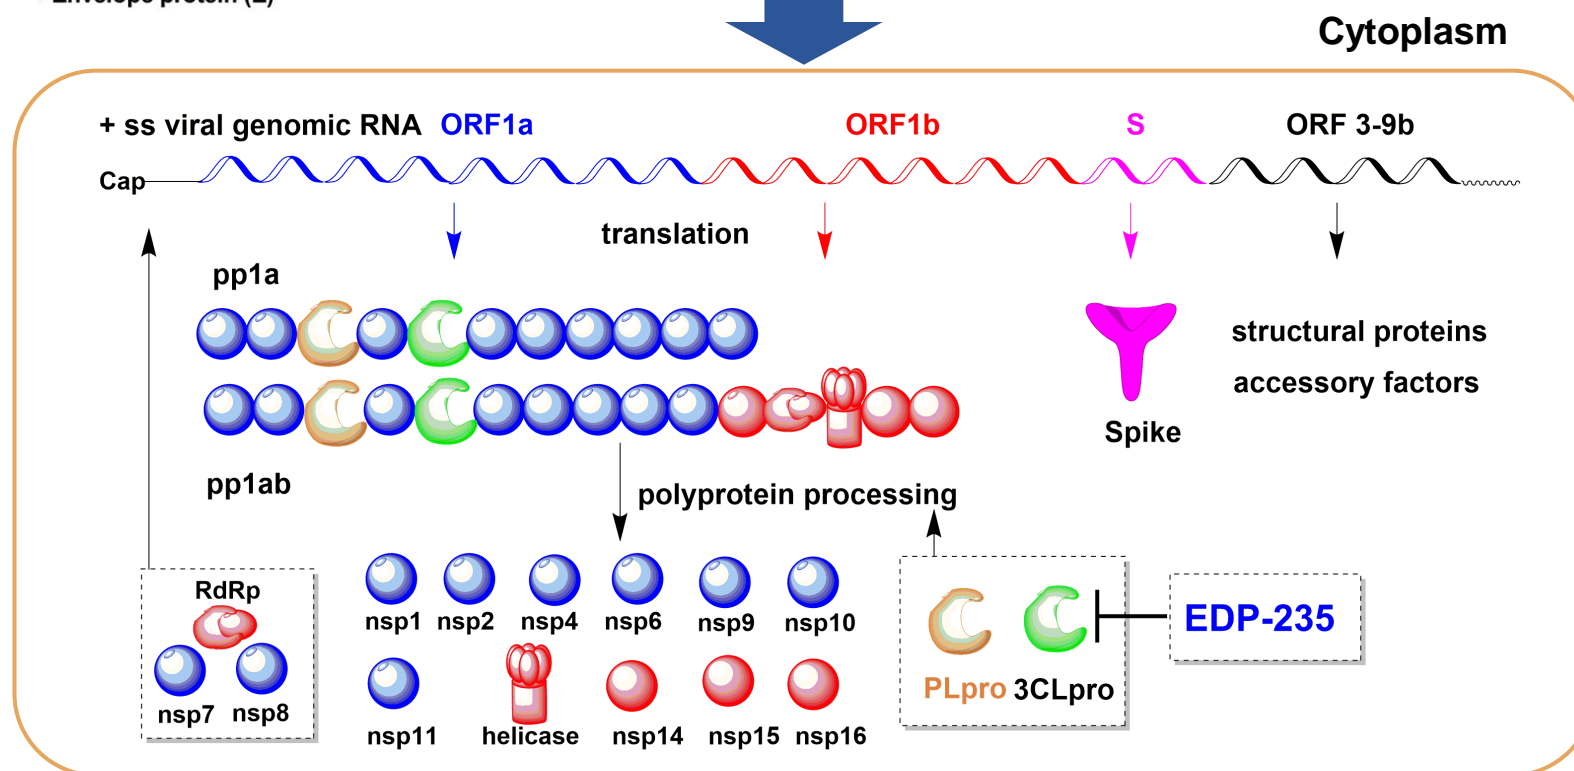 Envelope protein (E)
Cytoplasm
+ ss viral genomic RNA ORF1a ORF1b S ORF 3-9b
Cap
translation
pp1a
structural proteins
accessory factors
Spike
pp1ab
polyprotein processing
RdRp
nsp7 nsp8
nsp1 nsp2 nsp4 nsp6 nsp9 nsp10
nsp11 helicase nsp14 nsp15 nsp16
PLpro 3CLpro
EDP-235